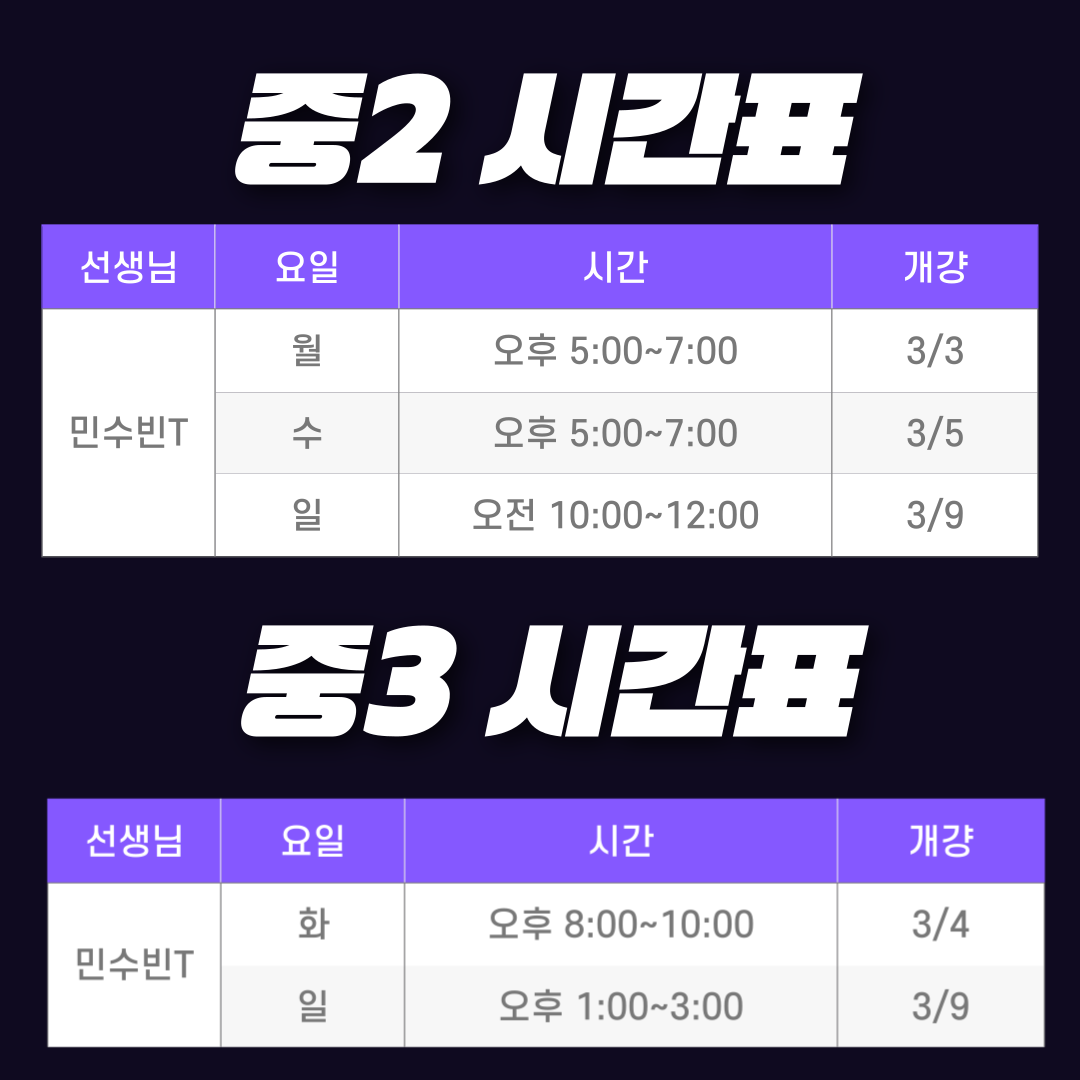 중2 시간표
선생님 요일 시간 개강
민수빈T
월 오후 5:00~7:00 3/3
수 오후 5:00~7:00 3/5
일 오전 10:00~12:00 3/9
중3 시간표
선생님 요일 시간 개강
민수빈T
화 오후 8:00~10:00 3/4
일 오후 1:00~3:00 3/9